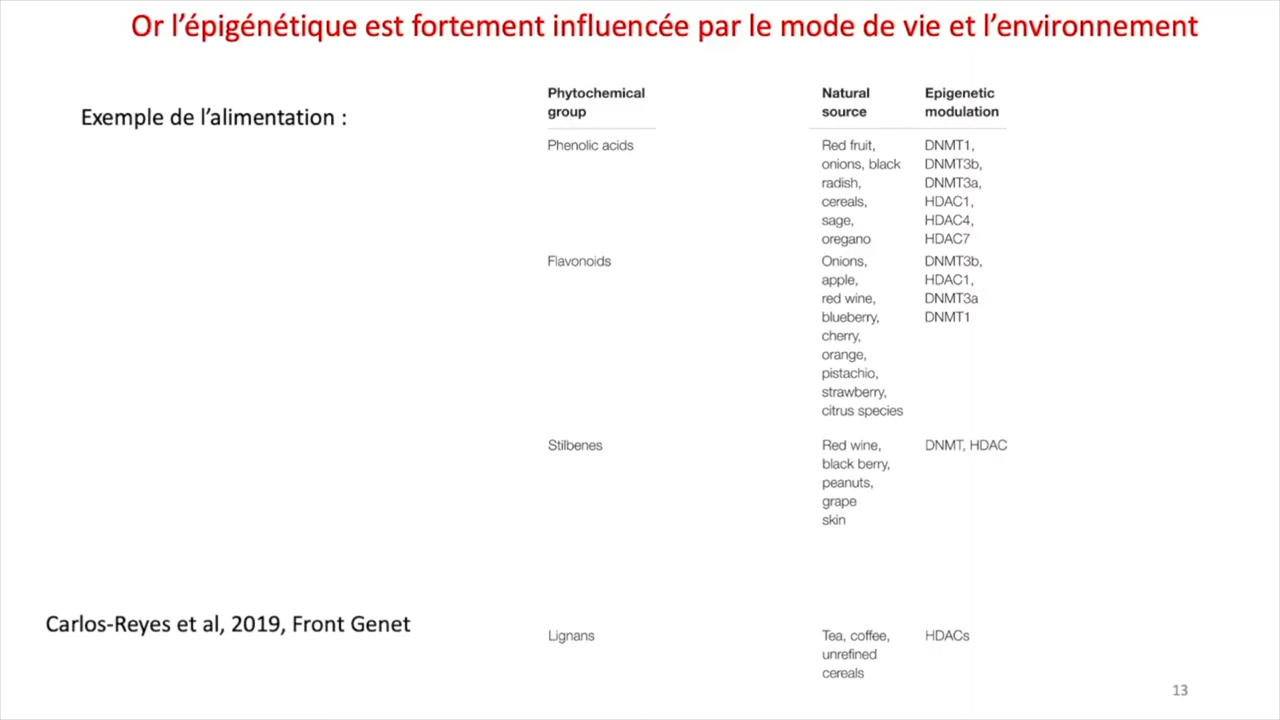 Or l’épigénétique est fortement influencée par le mode de vie et l’environnement
Exemple de l’alimentation :
Phytochemical
group
Natural
source
Epigenetic
modulation
Phenolic acids
Red fruit,
onions, black
radish,
cereals,
sage,
oregano
DNMT1,
DNMT3b,
DNMT3a,
HDAC1,
HDAC4,
HDAC7
Flavonoids
Onions,
apple,
red wine,
blueberry,
cherry,
orange,
pistachio,
strawberry,
citrus species
DNMT3b,
HDAC1,
DNMT3a
DNMT1
Stilbenes
Red wine,
black berry,
peanuts,
grape
skin
DNMT, HDAC
Lignans
Tea, coffee,
unrefined
cereals
HDACs
Carlos-Reyes et al, 2019, Front Genet
13